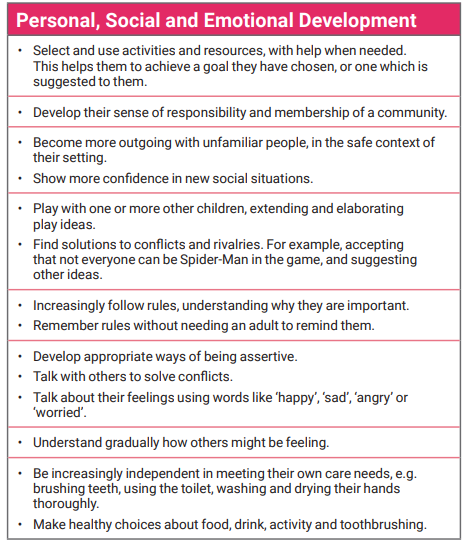 Personal, Social and Emotional Development
• Select and use activities and resources, with help when needed.
This helps them to achieve a goal they have chosen, or one which is
suggested to them.
• Develop their sense of responsibility and membership of a community.
• Become more outgoing with unfamiliar people, in the safe context of
their setting.
• Show more confidence in new social situations.
• Play with one or more other children, extending and elaborating
play ideas.
• Find solutions to conflicts and rivalries. For example, accepting
that not everyone can be Spider-Man in the game, and suggesting
other ideas.
• Increasingly follow rules, understanding why they are important.
• Remember rules without needing an adult to remind them.
• Develop appropriate ways of being assertive.
• Talk with others to solve conflicts.
• Talk about their feelings using words like ‘happy’, ‘sad’, ‘angry’ or
‘worried’.
• Understand gradually how others might be feeling.
• Be increasingly independent in meeting their own care needs, e.g.
brushing teeth, using the toilet, washing and drying their hands
thoroughly.
• Make healthy choices about food, drink, activity and toothbrushing.